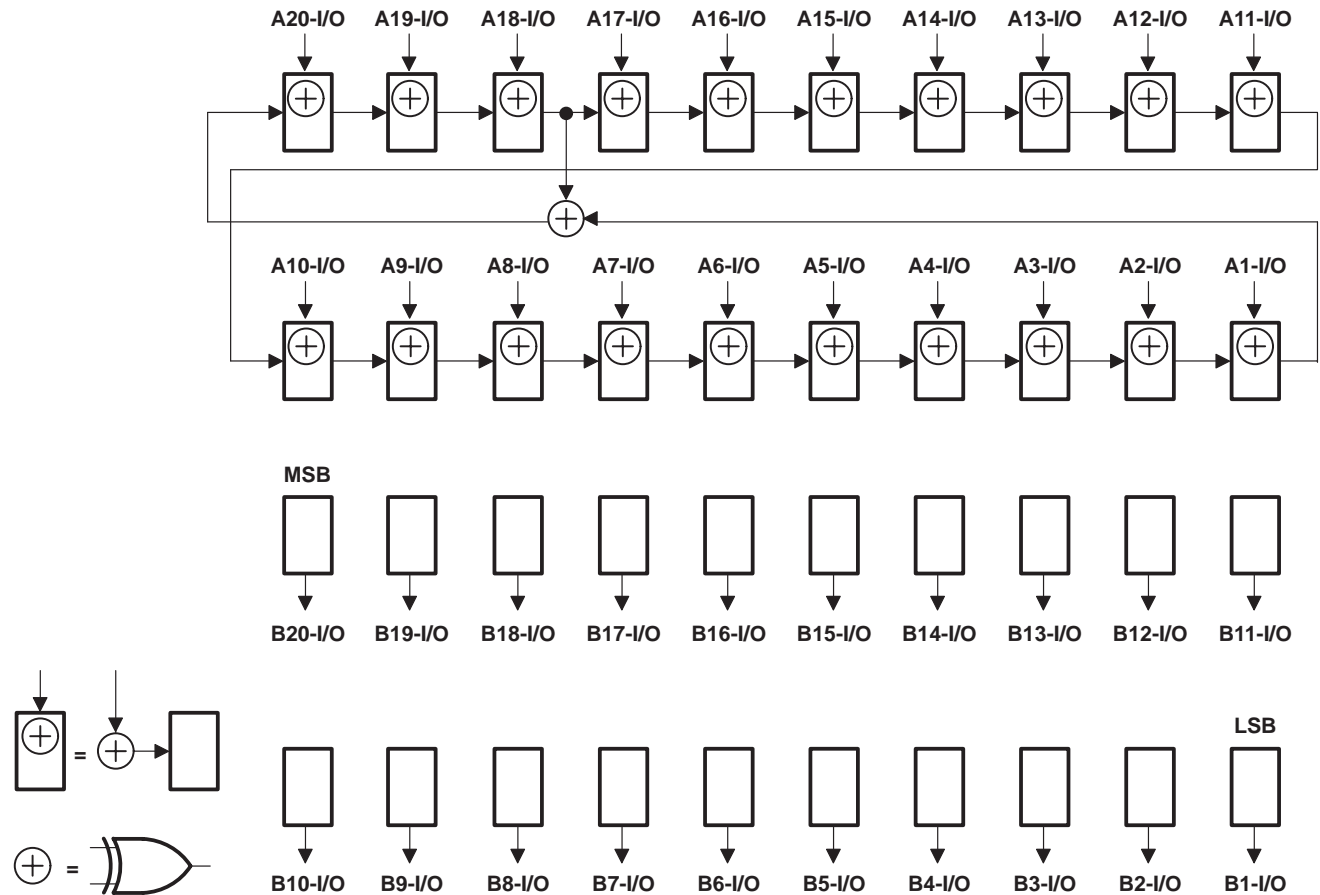 A20-I/O A19-I/O A18-I/O A17-I/O A16-I/O A15-I/O A14-I/O A13-I/O A12-I/O A11-I/O
A10-I/O A9-I/O A8-I/O A7-I/O A6-I/O A5-I/O A4-I/O A3-I/O A2-I/O A1-I/O
MSB
B20-I/O B19-I/O B18-I/O B17-I/O B16-I/O B15-I/O B14-I/O B13-I/O B12-I/O B11-I/O
LSB
=
=
B10-I/O B9-I/O B8-I/O B7-I/O B6-I/O B5-I/O B4-I/O B3-I/O B2-I/O B1-I/O